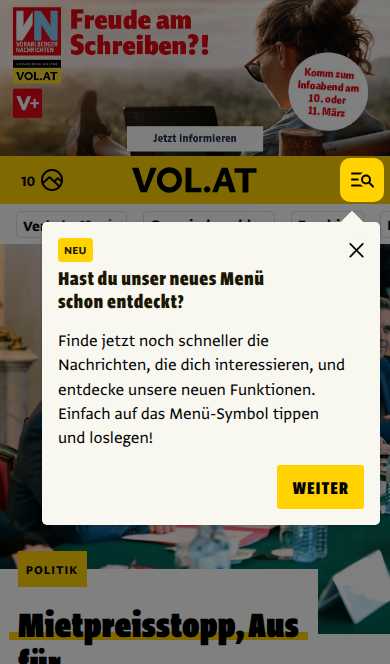 VN
Freude am
Schreiben?!
VORARLBERGER
NACHRICHTEN
VOL.AT
V+
Komm zum
Infoabend am
10. oder
11. März
Jetzt informieren
10
VOL.AT
NEU
Hast du unser neues Menü
schon entdeckt?
Finde jetzt noch schneller die
Nachrichten, die dich interessieren, und
entdecke unsere neuen Funktionen.
Einfach auf das Menü-Symbol tippen
und loslegen!
WEITER
POLITIK
Mietpreisstopp, Aus
für